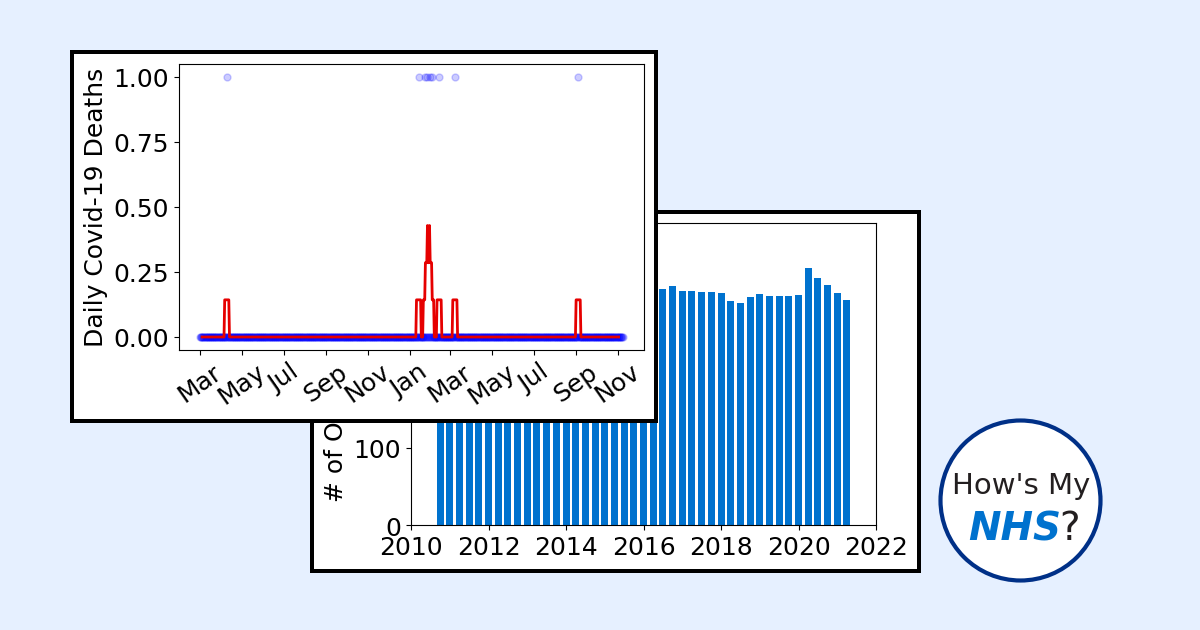 Daily Covid-19 Deaths
1.00
0.75
0.50
0.25
0.00
Mar May Jul Sep Nov Jan Mar May Jul Sep Nov
# of O
100
0
2010 2012 2014 2016 2018 2020 2022
How's My
NHS?